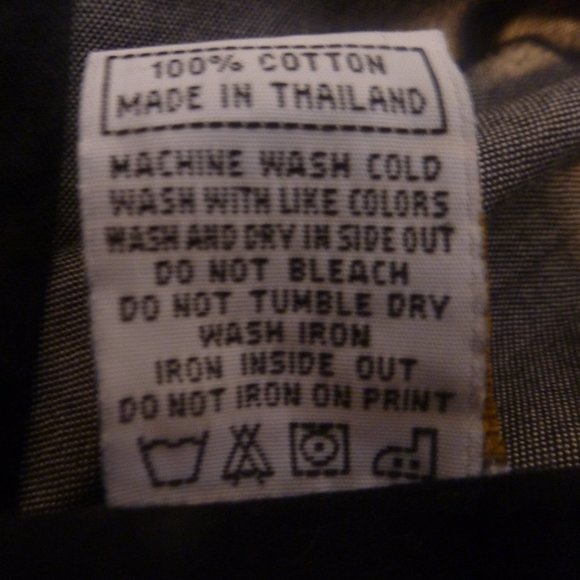 100% COTTON
MADE IN THAILAND
MACHINE WASH COLD
WASH WITH LIKE COLORS
WASH AND DRY IN SIDE OUT
DO NOT BLEACH
DO NOT TUMBLE DRY
WASH IRON
IRON INSIDE OUT
DO NOT IRON ON PRINT